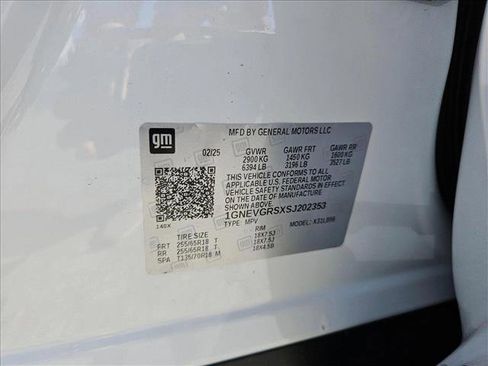 gm
MFD BY GENERAL MOTORS LLC
02/25 GVWR GAWR FRT GAWR RR
2900 KG 1450 KG 1600 KG
6394 LB 3196 LB 3527 LB
THIS VEHICLE CONFORMS TO ALL APPLICABLE
U.S. FEDERAL MOTOR VEHICLE SAFETY
STANDARDS IN EFFECT ON THE DATE OF
MANUFACTURE SHOWN ABOVE.
1GNEVGRSXSJ202353
140X TYPE: MPV MODEL:
TIRE SIZE RIM
FRT 255/65R18 T 18X7.5J
RR 255/65R18 T 18X7.5J
SPA T135/70R18 M 18X4.5B